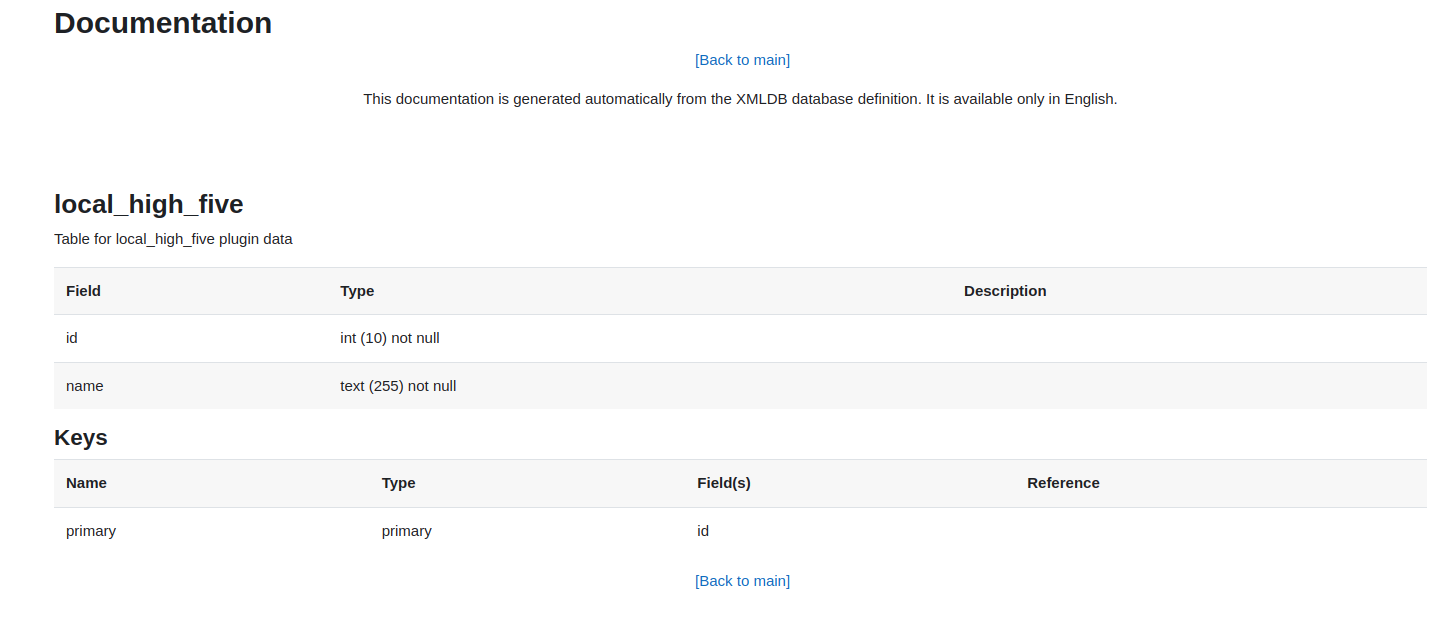 Documentation
[Back to main]
This documentation is generated automatically from the XMLDB database definition. It is available only in English.
local_high_five
Table for local_high_five plugin data
Field Type Description
id int (10) not null
name text (255) not null
Keys
Name Type Field(s) Reference
primary primary id
[Back to main]